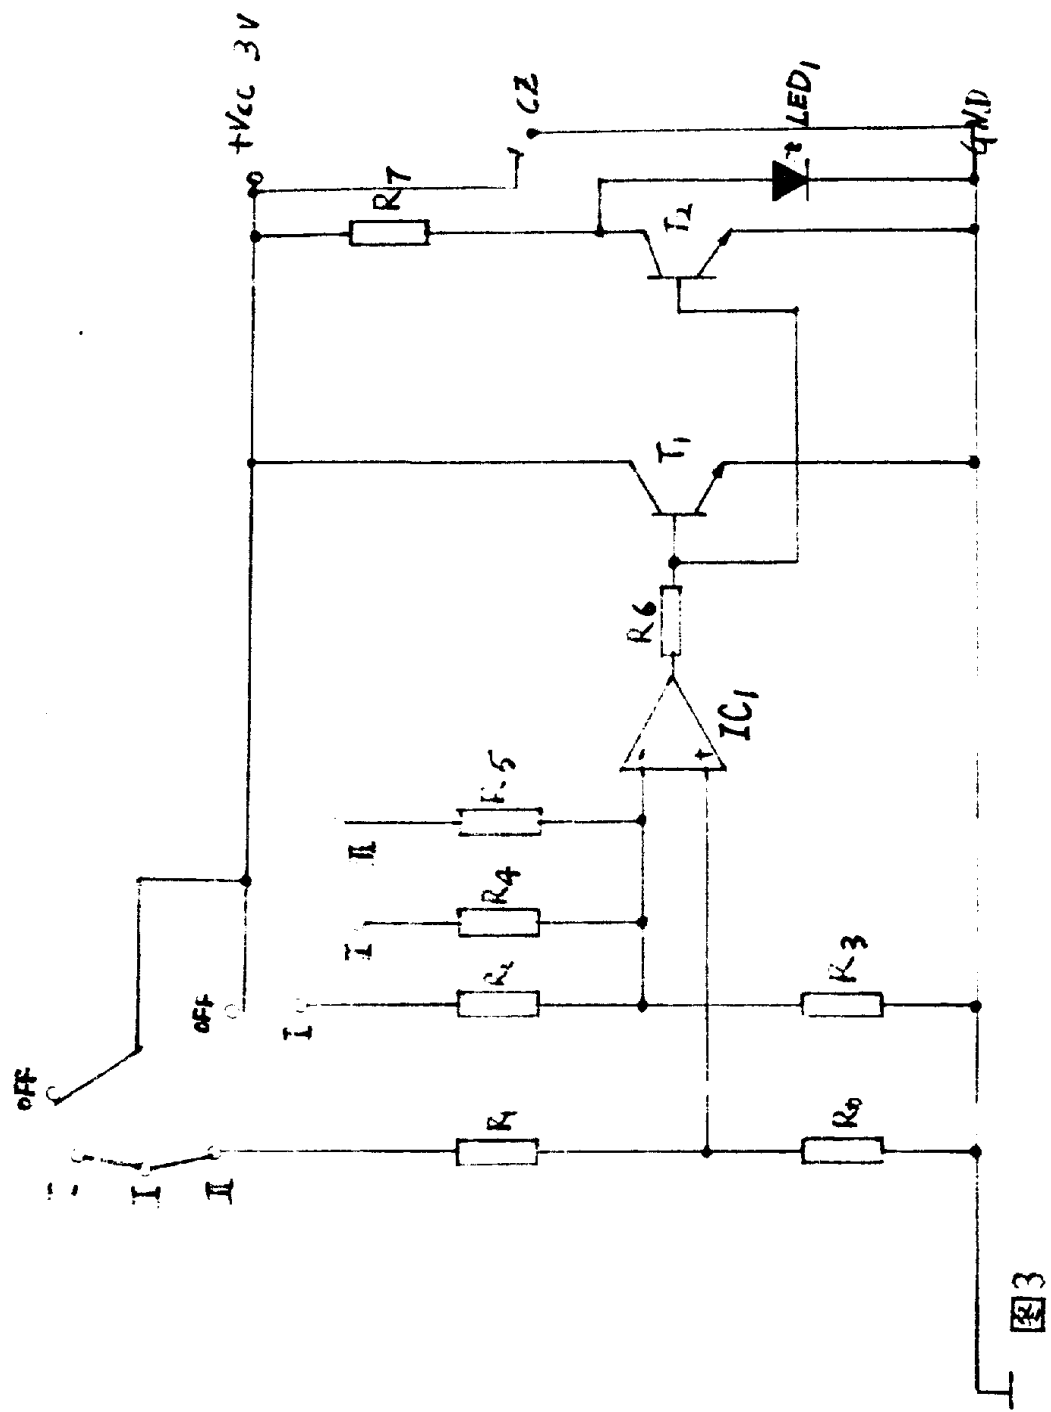 +Vcc 3V
CZ
R7
LED1
GND
T2
T1
R6
IC1
-
+
R5
II
R4
I
R3
OFF
OFF
I
R1
I
II
图3